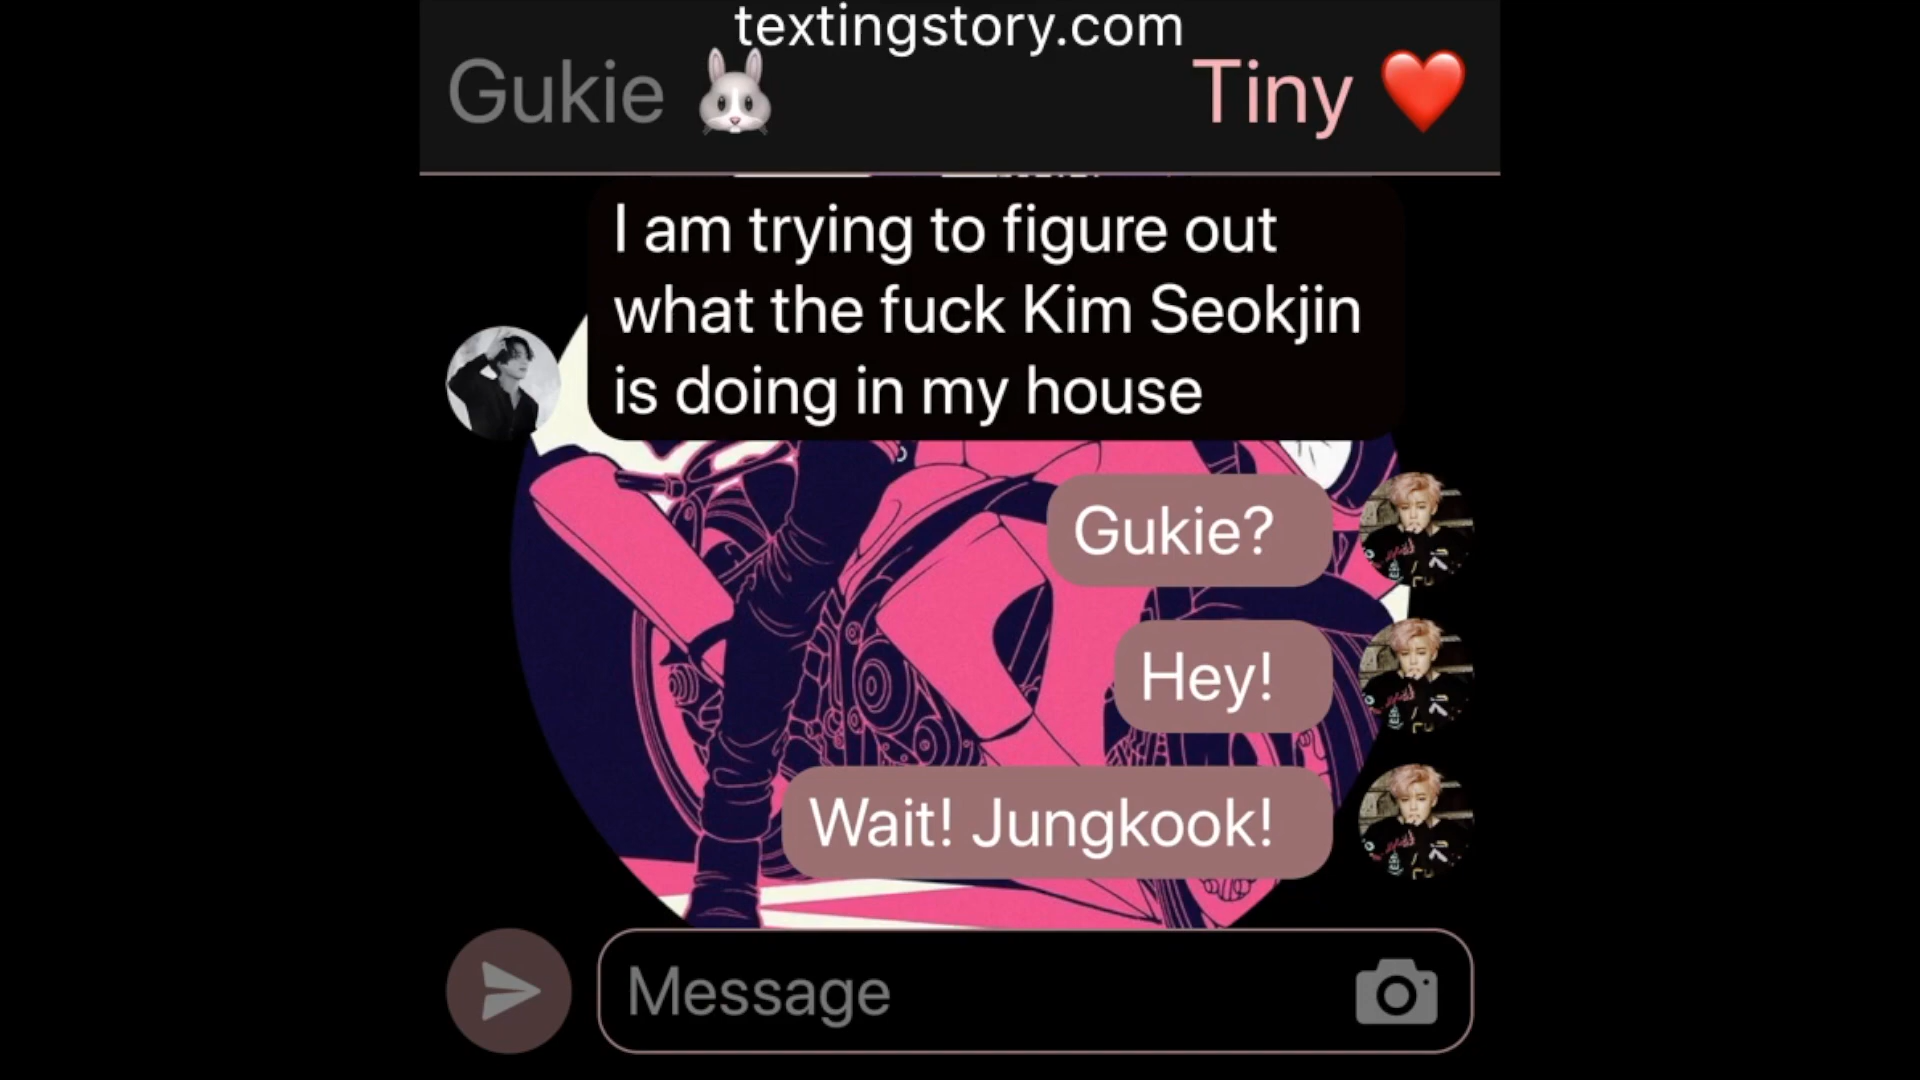 textingstory.com
Gukie 🐰
Tiny ❤️
I am trying to figure out
what the fuck Kim Seokjin
is doing in my house
Gukie?
Hey!
Wait! Jungkook!
Message